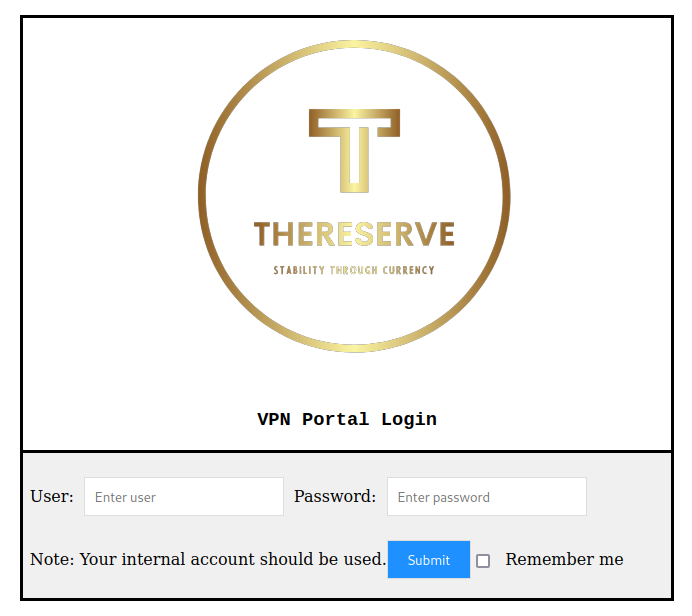 THERESERVE
STABILITY THROUGH CURRENCY
VPN Portal Login
User: Enter user Password: Enter password
Note: Your internal account should be used. Submit Remember me